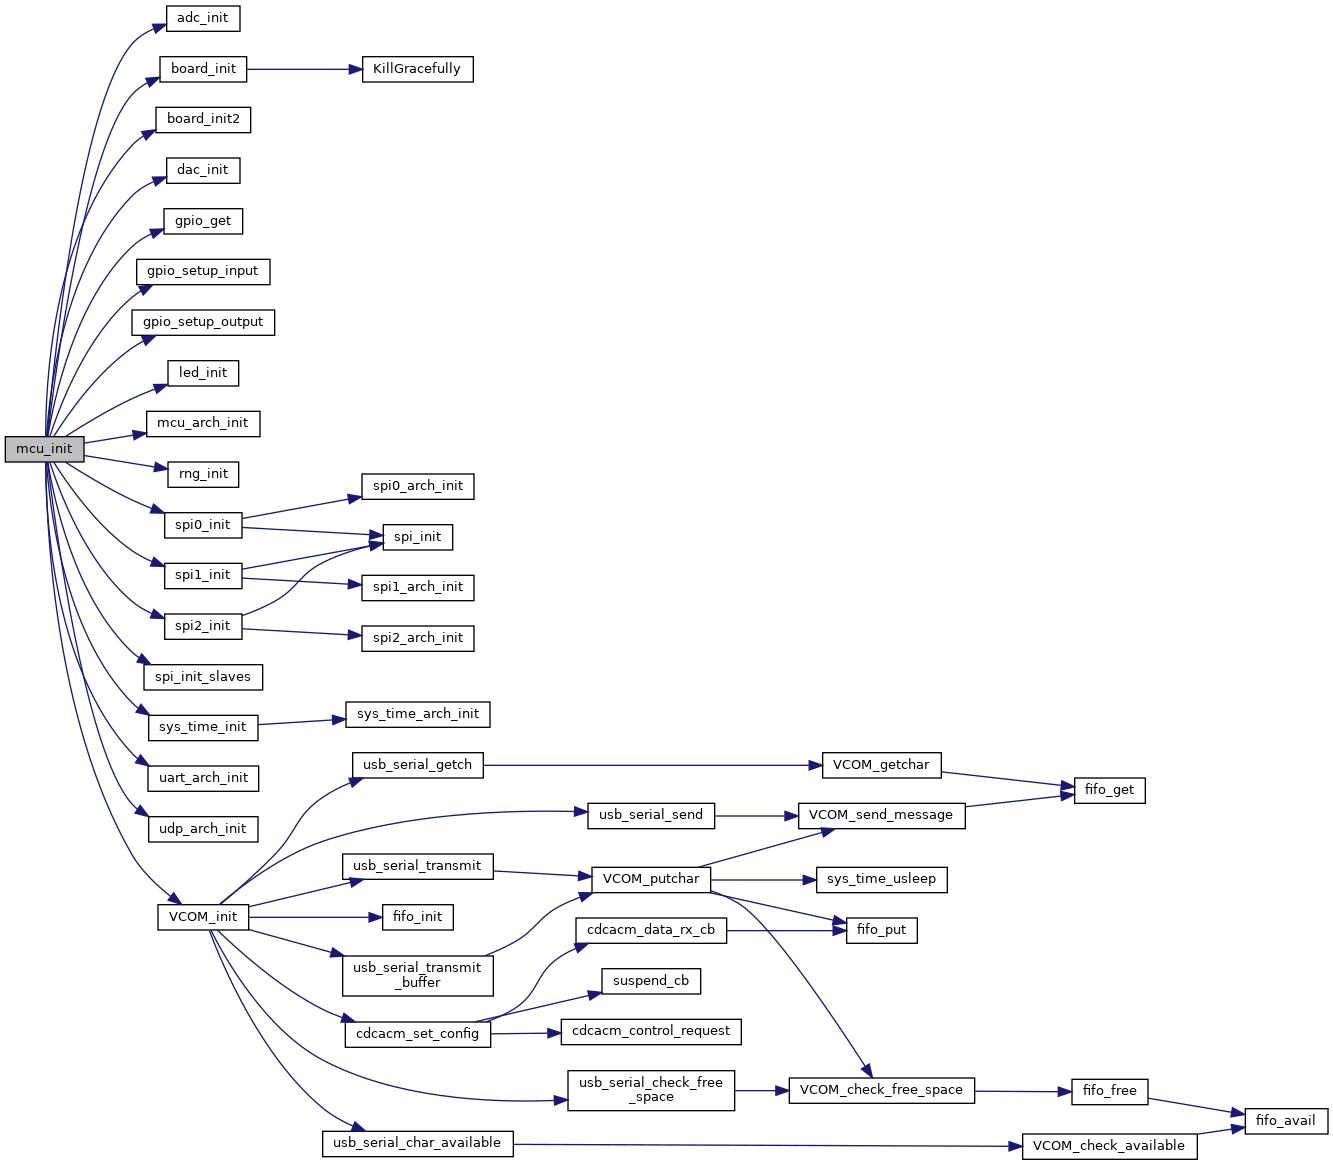 adc_init
board_init
KillGracefully
board_init2
dac_init
gpio_get
gpio_setup_input
gpio_setup_output
led_init
mcu_arch_init
mcu_init
rng_init
spi0_arch_init
spi0_init
spi_init
spi1_init
spi1_arch_init
spi2_init
spi2_arch_init
spi_init_slaves
sys_time_init
sys_time_arch_init
uart_arch_init
usb_serial_getch
VCOM_getchar
fifo_get
udp_arch_init
usb_serial_send
VCOM_send_message
usb_serial_transmit
VCOM_putchar
sys_time_usleep
VCOM_init
fifo_init
cdcacm_data_rx_cb
fifo_put
usb_serial_transmit
_buffer
suspend_cb
cdcacm_set_config
cdcacm_control_request
usb_serial_check_free
_space
VCOM_check_free_space
fifo_free
fifo_avail
usb_serial_char_available
VCOM_check_available